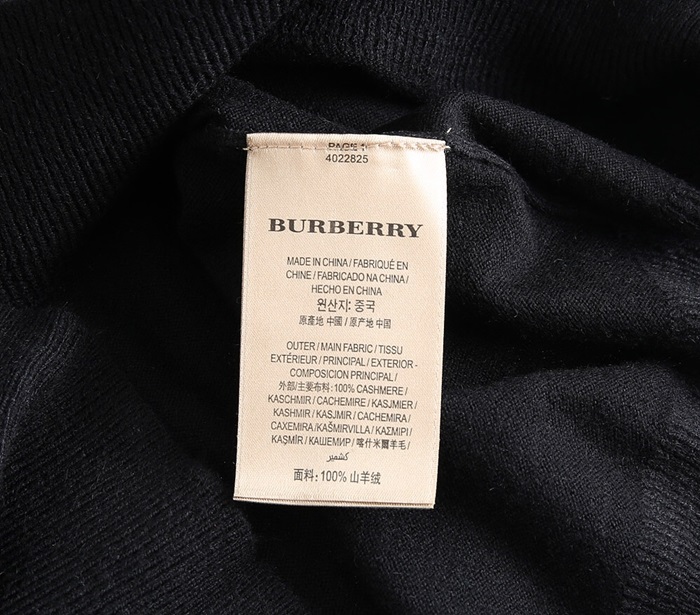 PAGE 1
4022825
BURBERRY
MADE IN CHINA / FABRIQUÉ EN
CHINE / FABRICADO NA CHINA /
HECHO EN CHINA
원산지: 중국
原產地 中國 / 原产地 中国
OUTER / MAIN FABRIC / TISSU
EXTÉRIEUR / PRINCIPAL / EXTERIOR -
COMPOSICION PRINCIPAL /
外部/主要布料: 100% CASHMERE /
KASCHMIR / CACHEMIRE / KASJMIER /
KASHMIR / KASJMIR / CACHEMIRA /
CAXEMIRA / KAŠMIRVILLA / ΚΑΣΜΙΡΙ /
KAŞMİR / КАШЕМИР / 喀什米爾羊毛 /
كشمير
面料: 100% 山羊绒